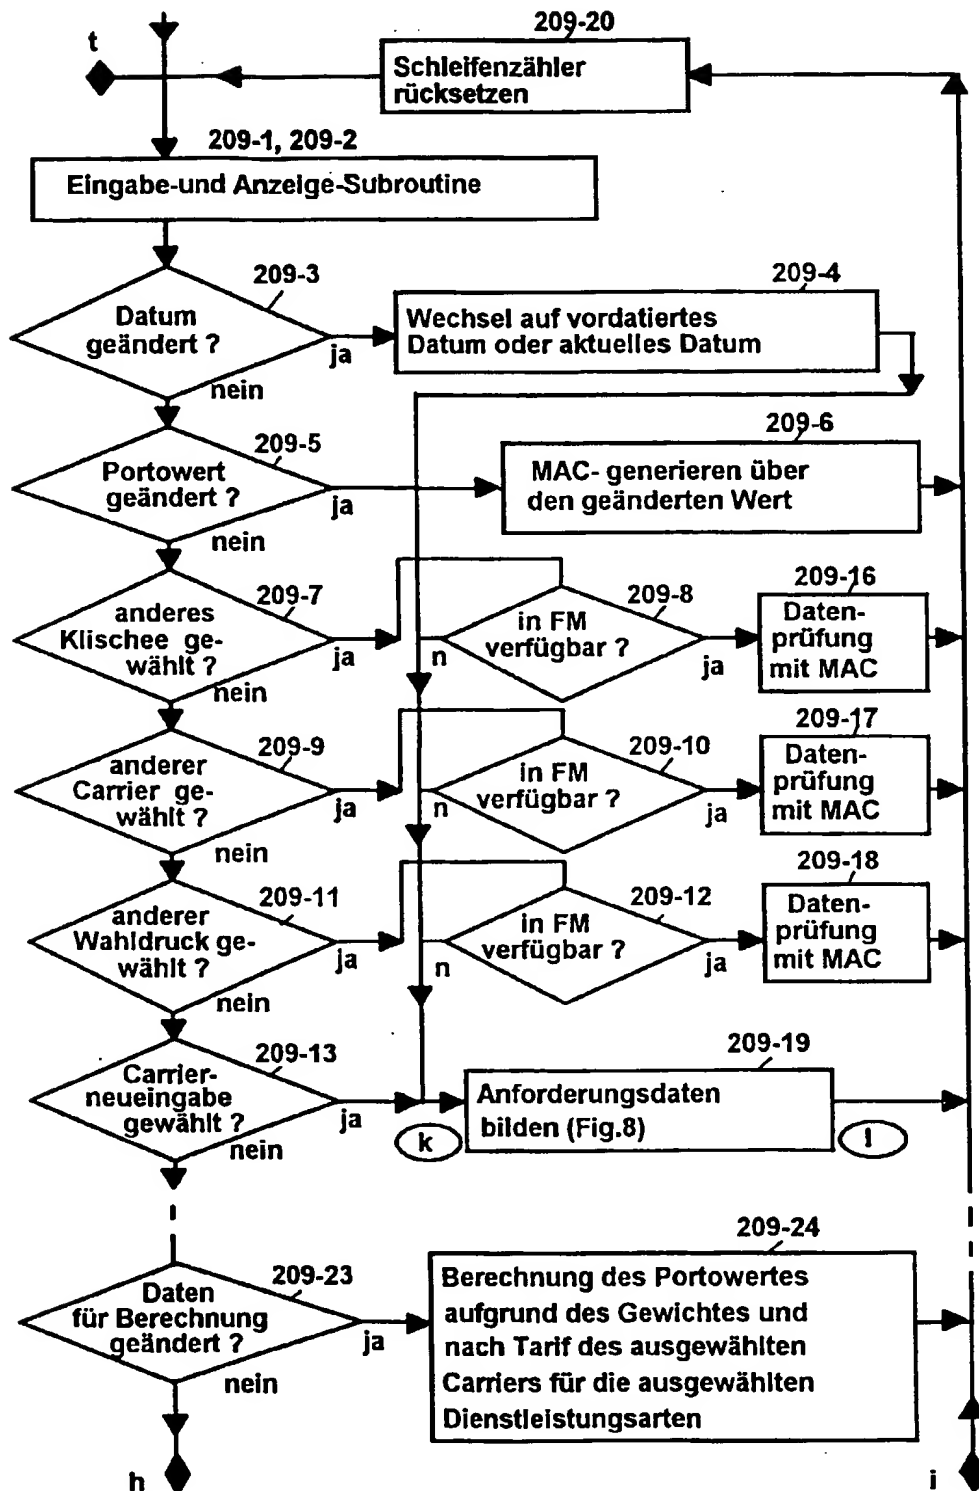 209-20
t
Schleifenzähler
rücksetzen
209-1, 209-2
Eingabe-und Anzeige-Subroutine
209-3
Datum
geändert ?
ja
nein
209-4
Wechsel auf vordatiertes
Datum oder aktuelles Datum
209-5
Portowert
geändert ?
ja
nein
209-6
MAC- generieren über
den geänderten Wert
209-7
anderes
Klischee ge-
wählt ?
ja
nein
209-8
in FM
verfügbar ?
n
ja
209-16
Daten-
prüfung
mit MAC
209-9
anderer
Carrier ge-
wählt ?
ja
nein
209-10
in FM
verfügbar ?
n
ja
209-17
Daten-
prüfung
mit MAC
209-11
anderer
Wahldruck ge-
wählt ?
ja
nein
209-12
in FM
verfügbar ?
n
ja
209-18
Daten-
prüfung
mit MAC
209-13
Carrier-
neueingabe
gewählt ?
ja
nein
209-19
Anforderungsdaten
bilden (Fig.8)
k
l
209-23
Daten
für Berechnung
geändert ?
ja
nein
209-24
Berechnung des Portowertes
aufgrund des Gewichtes und
nach Tarif des ausgewählten
Carriers für die ausgewählten
Dienstleistungsarten
h
i